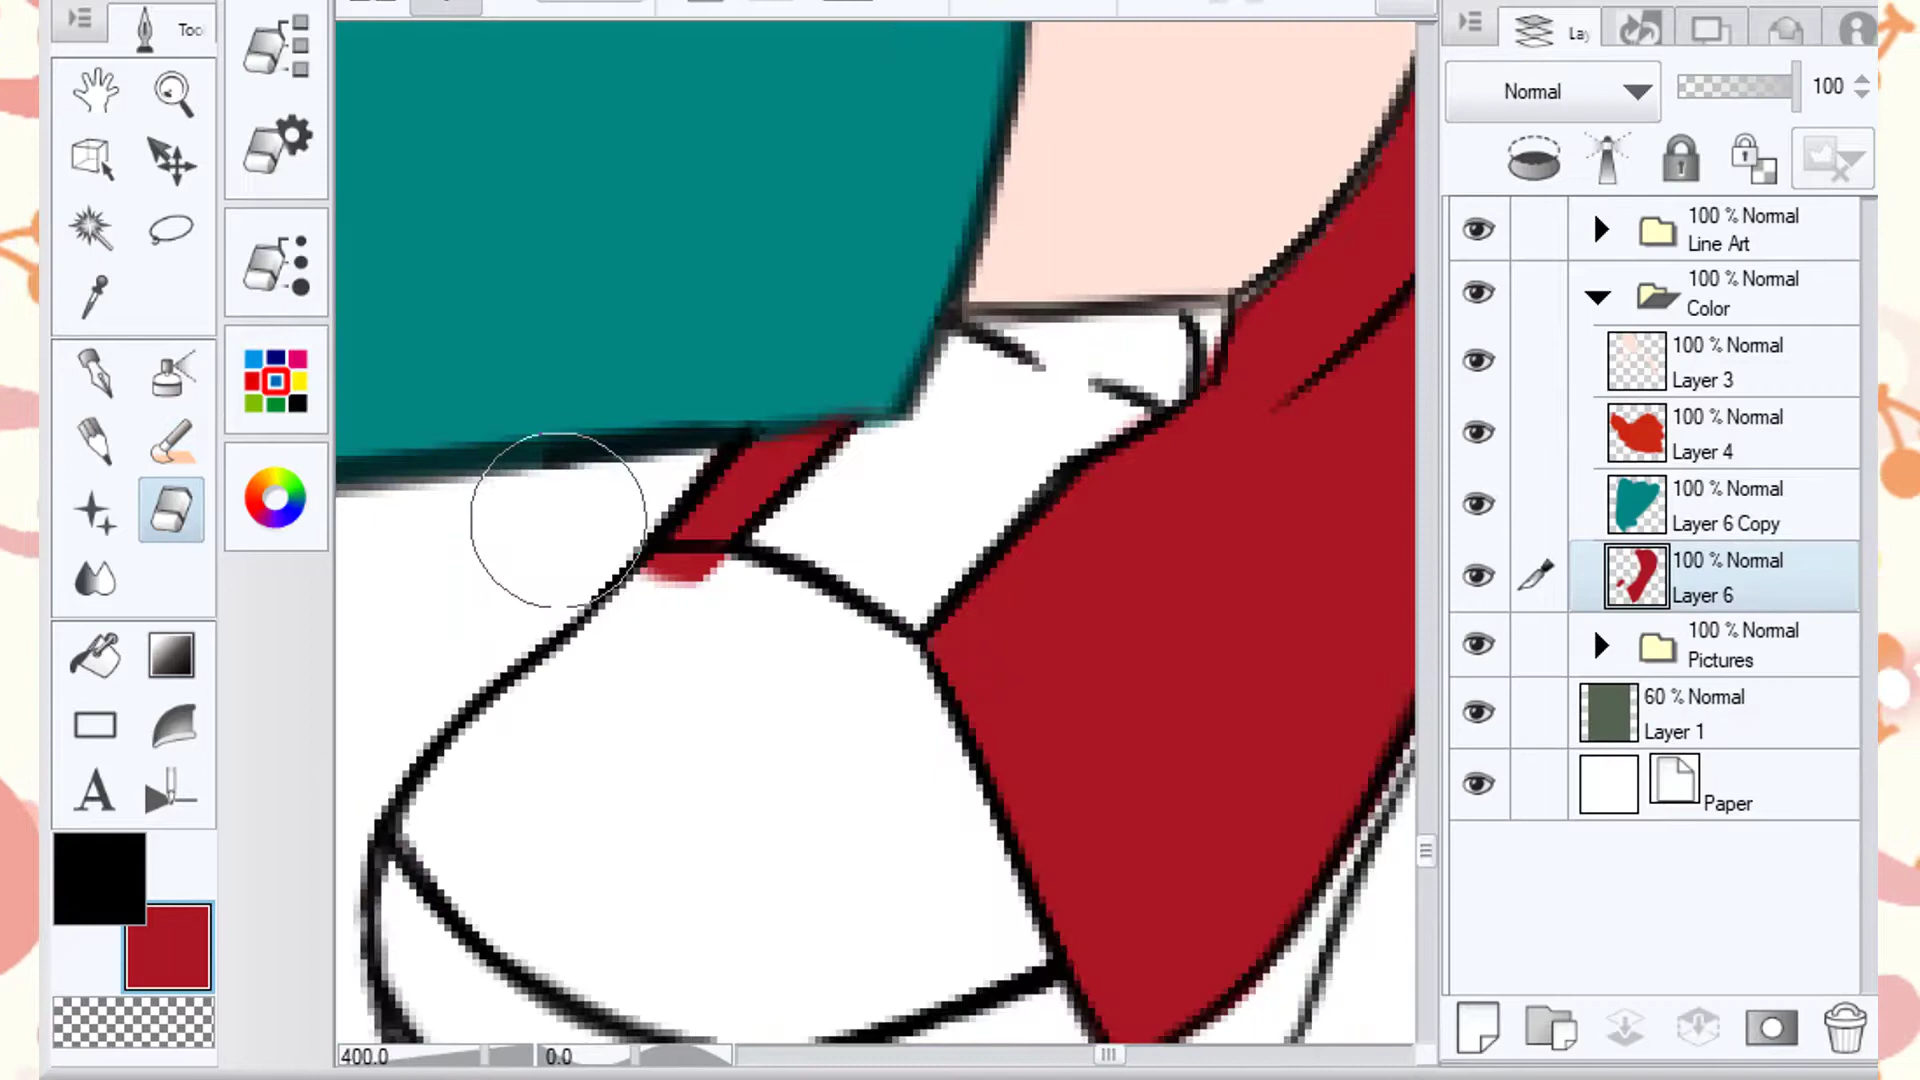 Too
La
Normal
100
100 % Normal
Line Art
100 % Normal
Color
100 % Normal
Layer 3
100 % Normal
Layer 4
100 % Normal
Layer 6 Copy
100 % Normal
Layer 6
100 % Normal
Pictures
60 % Normal
Layer 1
Paper
A
400.0
0.0